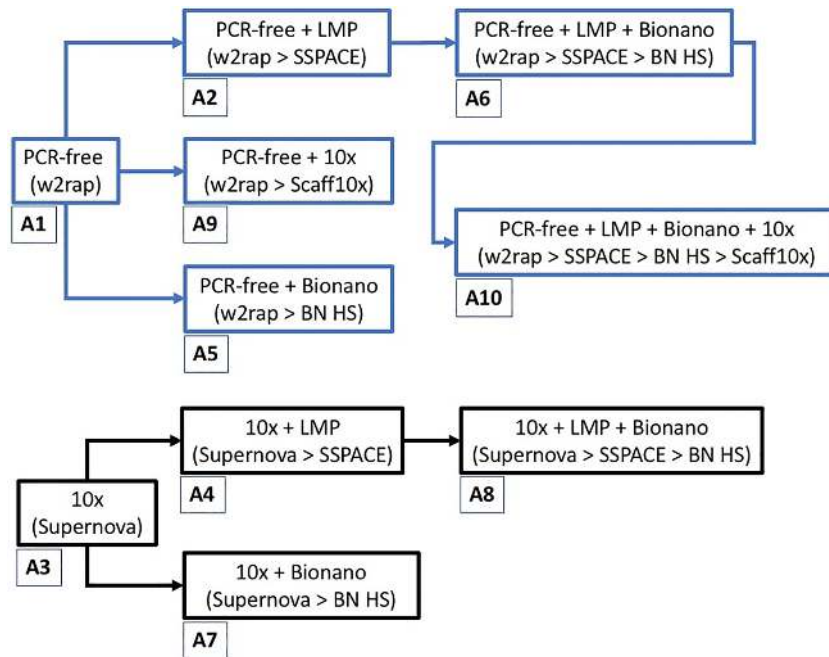 PCR-free + LMP
(w2rap > SSPACE)
A2
PCR-free + LMP + Bionano
(w2rap > SSPACE > BN HS)
A6
PCR-free
(w2rap)
A1
PCR-free + 10x
(w2rap > Scaff10x)
A9
PCR-free + LMP + Bionano + 10x
(w2rap > SSPACE > BN HS > Scaff10x)
A10
PCR-free + Bionano
(w2rap > BN HS)
A5
10x + LMP
(Supernova > SSPACE)
A4
10x + LMP + Bionano
(Supernova > SSPACE > BN HS)
A8
10x
(Supernova)
A3
10x + Bionano
(Supernova > BN HS)
A7